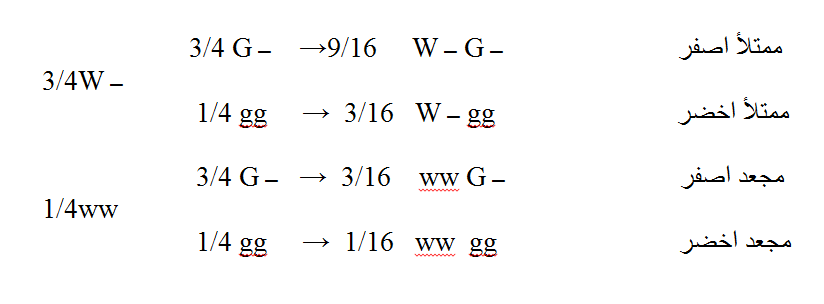 3/4 G – →9/16 W – G – ممتلأ اصفر
3/4W –
1/4 gg → 3/16 W – gg ممتلأ اخضر
3/4 G – → 3/16 ww G – مجعد اصفر
1/4ww
1/4 gg → 1/16 ww gg مجعد اخضر